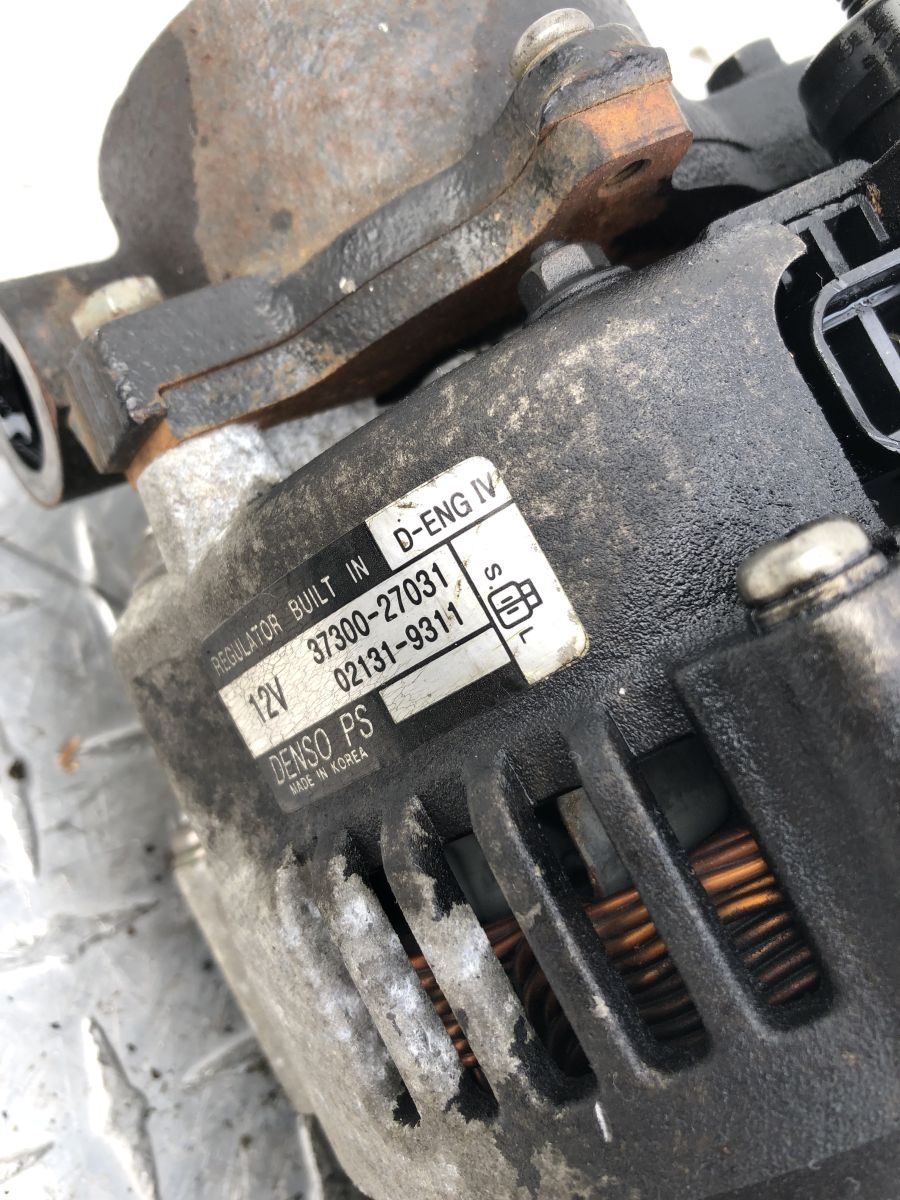 REGULATOR BUILT IN D-ENG IV
12V 37300-27031
02131-9311
S. L
DENSO PS
MADE IN KOREA